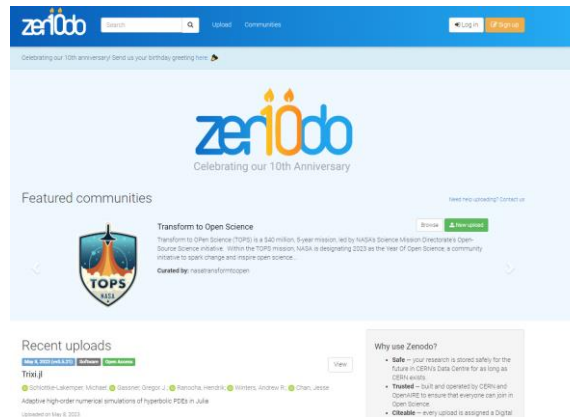 zen10do
Search
Upload
Communities
Log in
Sign up
Celebrating our 10th anniversary! Send us your birthday greeting here
zen10do
Celebrating our 10th Anniversary
Featured communities
Need help uploading? Contact us
Transform to Open Science
Browse
New upload
Transform to OPen Science (TOPS) is a $40 million, 5-year mission, led by NASA's Science Mission Directorate's Open-
Source Science initiative. Within the TOPS mission, NASA is designating 2023 as the Year Of Open Science, a community
initiative to spark change and inspire open science...
Curated by: nasatransformtoopen
TOPS
NASA
Recent uploads
May 8, 2023 (v0.5.21) Software Open Access
View
Trixi.jl
Schlottke-Lakemper, Michael; Gassner, Gregor J.; Ranocha, Hendrik; Winters, Andrew R.; Chan, Jesse
Adaptive high-order numerical simulations of hyperbolic PDEs in Julia
Uploaded on May 8, 2023
Why use Zenodo?
Safe — your research is stored safely for the
future in CERN's Data Centre for as long as
CERN exists.
Trusted — built and operated by CERN and
OpenAIRE to ensure that everyone can join in
Open Science.
Citeable — every upload is assigned a Digital